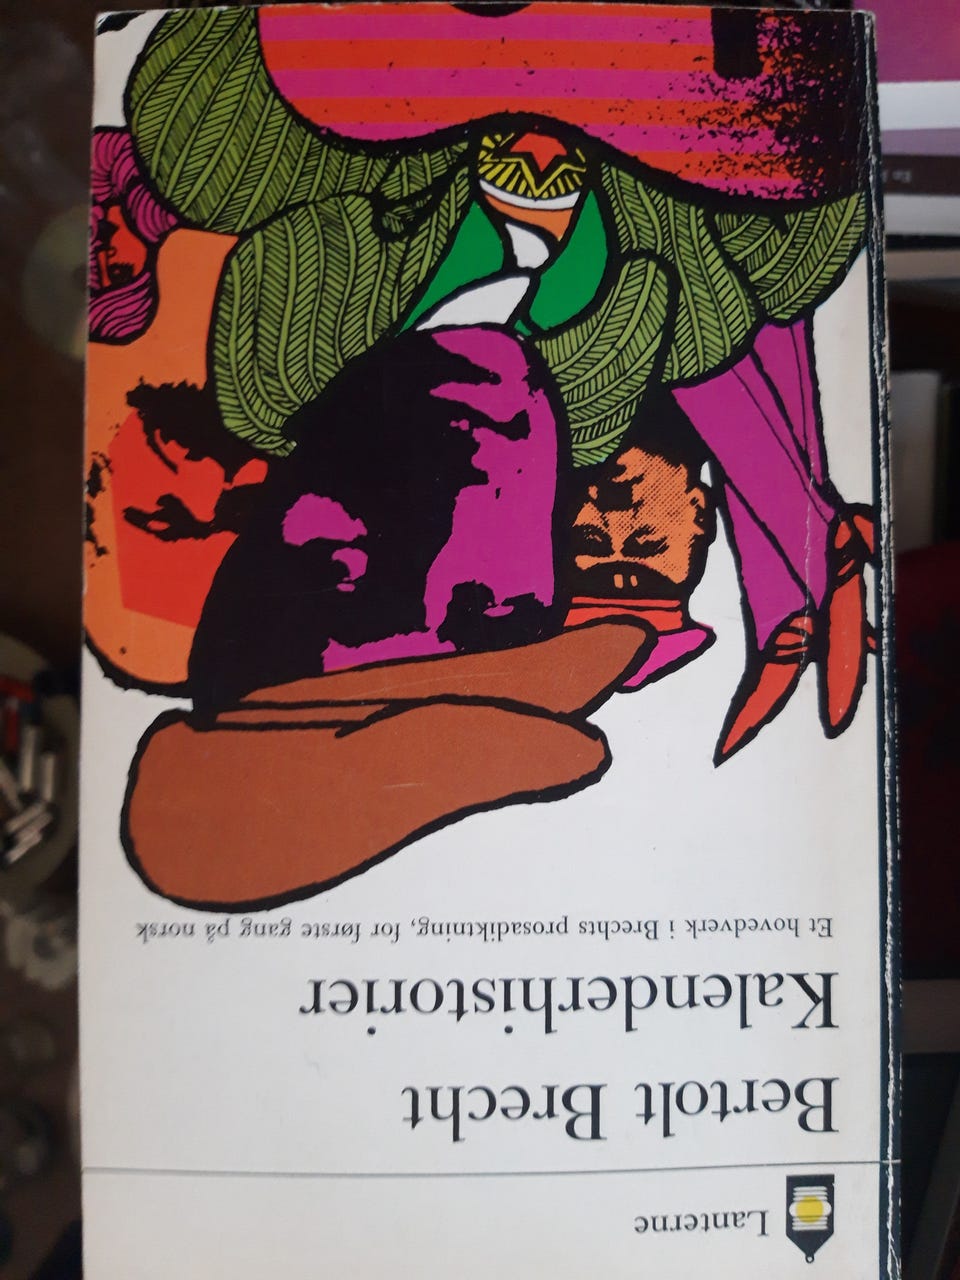 Lanterne
Bertolt Brecht
Kalenderhistorier
Et hovedverk i Brechts prosadiktning, for første gang på norsk